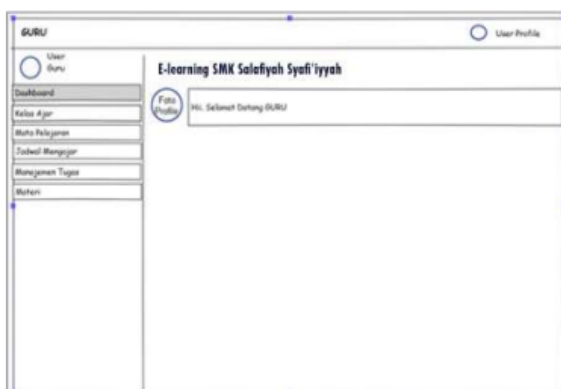 GURU
User Profile
User
Guru
E-learning SMK Salafiyah Syafi'iyyah
Dashboard
Foto
Profile
Hii. Selamat Datang GURU
Kelas Ajar
Mata Pelajaran
Jadwal Mengajar
Manajemen Tugas
Materi